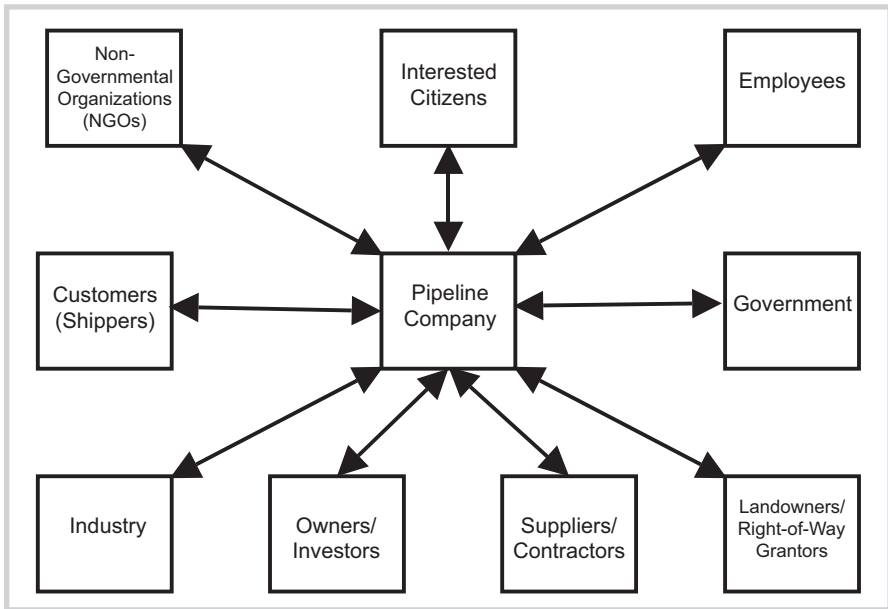 Non-
Governmental
Organizations
(NGOs)
Interested
Citizens
Employees
Customers
(Shippers)
Pipeline
Company
Government
Industry
Owners/
Investors
Suppliers/
Contractors
Landowners/
Right-of-Way
Grantors